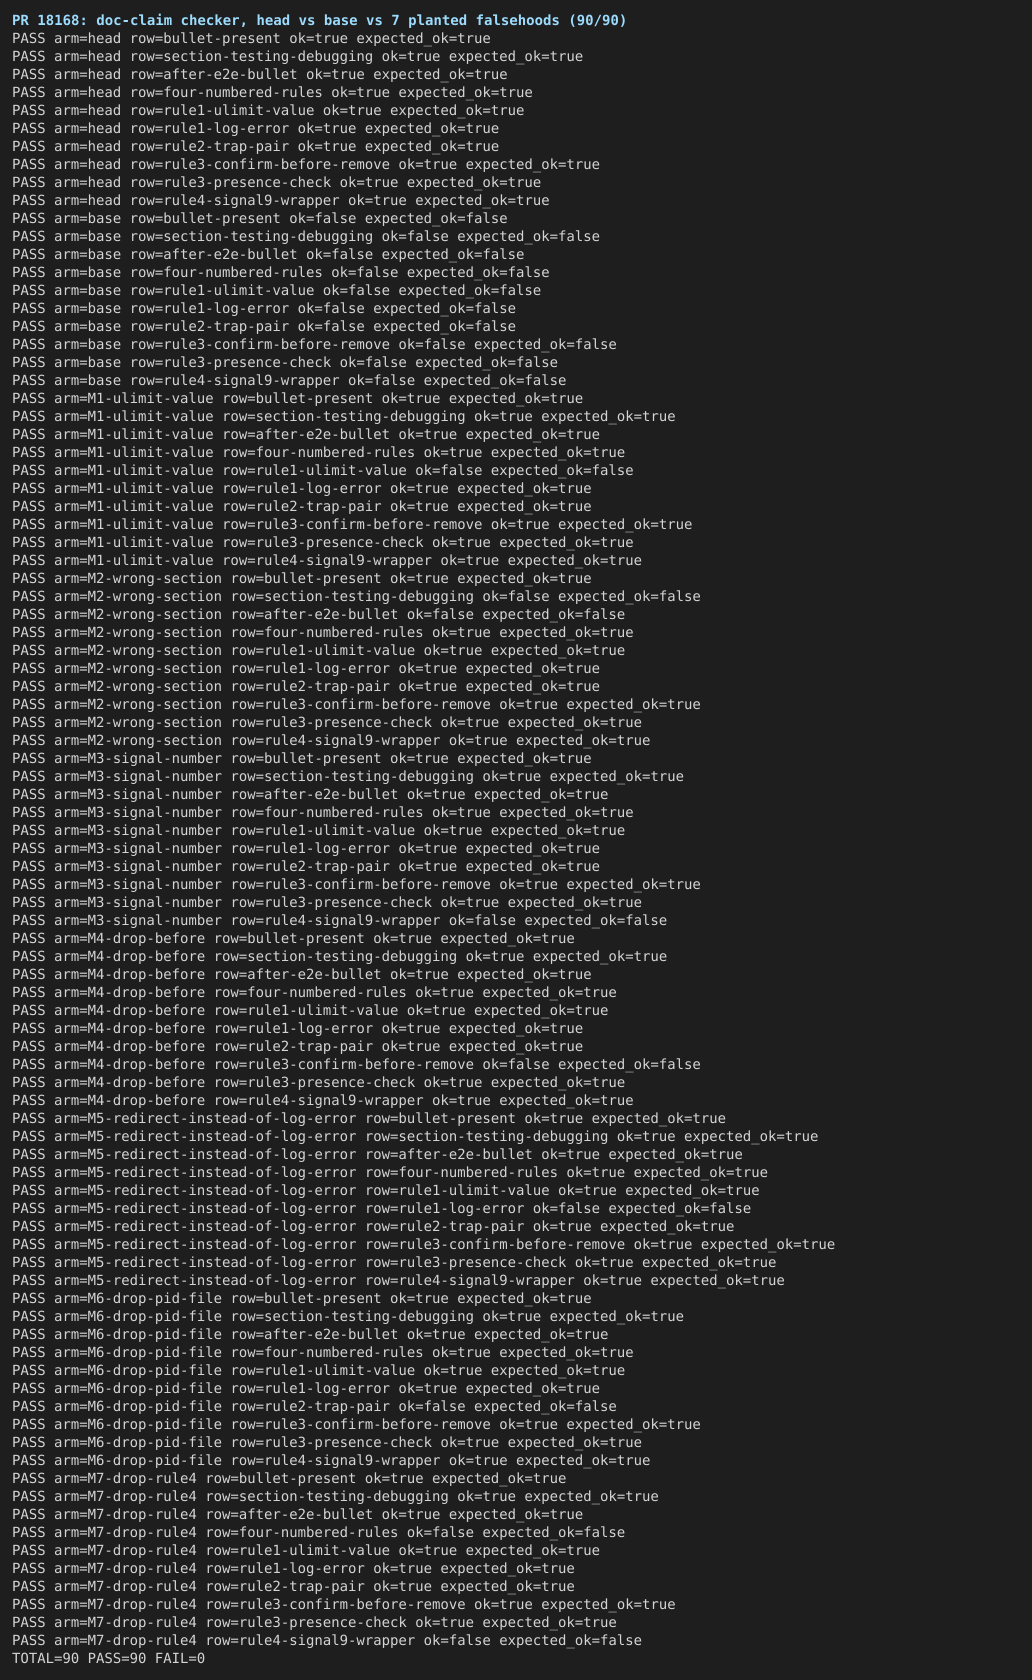 PR 18168: doc-claim checker, head vs base vs 7 planted falsehoods (90/90)
PASS arm=head row=bullet-present ok=true expected_ok=true
PASS arm=head row=section-testing-debugging ok=true expected_ok=true
PASS arm=head row=after-e2e-bullet ok=true expected_ok=true
PASS arm=head row=four-numbered-rules ok=true expected_ok=true
PASS arm=head row=rule1-ulimit-value ok=true expected_ok=true
PASS arm=head row=rule1-log-error ok=true expected_ok=true
PASS arm=head row=rule2-trap-pair ok=true expected_ok=true
PASS arm=head row=rule3-confirm-before-remove ok=true expected_ok=true
PASS arm=head row=rule3-presence-check ok=true expected_ok=true
PASS arm=head row=rule4-signal9-wrapper ok=true expected_ok=true
PASS arm=base row=bullet-present ok=false expected_ok=false
PASS arm=base row=section-testing-debugging ok=false expected_ok=false
PASS arm=base row=after-e2e-bullet ok=false expected_ok=false
PASS arm=base row=four-numbered-rules ok=false expected_ok=false
PASS arm=base row=rule1-ulimit-value ok=false expected_ok=false
PASS arm=base row=rule1-log-error ok=false expected_ok=false
PASS arm=base row=rule2-trap-pair ok=false expected_ok=false
PASS arm=base row=rule3-confirm-before-remove ok=false expected_ok=false
PASS arm=base row=rule3-presence-check ok=false expected_ok=false
PASS arm=base row=rule4-signal9-wrapper ok=false expected_ok=false
PASS arm=M1-ulimit-value row=bullet-present ok=true expected_ok=true
PASS arm=M1-ulimit-value row=section-testing-debugging ok=true expected_ok=true
PASS arm=M1-ulimit-value row=after-e2e-bullet ok=true expected_ok=true
PASS arm=M1-ulimit-value row=four-numbered-rules ok=true expected_ok=true
PASS arm=M1-ulimit-value row=rule1-ulimit-value ok=false expected_ok=false
PASS arm=M1-ulimit-value row=rule1-log-error ok=true expected_ok=true
PASS arm=M1-ulimit-value row=rule2-trap-pair ok=true expected_ok=true
PASS arm=M1-ulimit-value row=rule3-confirm-before-remove ok=true expected_ok=true
PASS arm=M1-ulimit-value row=rule3-presence-check ok=true expected_ok=true
PASS arm=M1-ulimit-value row=rule4-signal9-wrapper ok=true expected_ok=true
PASS arm=M2-wrong-section row=bullet-present ok=true expected_ok=true
PASS arm=M2-wrong-section row=section-testing-debugging ok=false expected_ok=false
PASS arm=M2-wrong-section row=after-e2e-bullet ok=false expected_ok=false
PASS arm=M2-wrong-section row=four-numbered-rules ok=true expected_ok=true
PASS arm=M2-wrong-section row=rule1-ulimit-value ok=true expected_ok=true
PASS arm=M2-wrong-section row=rule1-log-error ok=true expected_ok=true
PASS arm=M2-wrong-section row=rule2-trap-pair ok=true expected_ok=true
PASS arm=M2-wrong-section row=rule3-confirm-before-remove ok=true expected_ok=true
PASS arm=M2-wrong-section row=rule3-presence-check ok=true expected_ok=true
PASS arm=M2-wrong-section row=rule4-signal9-wrapper ok=true expected_ok=true
PASS arm=M3-signal-number row=bullet-present ok=true expected_ok=true
PASS arm=M3-signal-number row=section-testing-debugging ok=true expected_ok=true
PASS arm=M3-signal-number row=after-e2e-bullet ok=true expected_ok=true
PASS arm=M3-signal-number row=four-numbered-rules ok=true expected_ok=true
PASS arm=M3-signal-number row=rule1-ulimit-value ok=true expected_ok=true
PASS arm=M3-signal-number row=rule1-log-error ok=true expected_ok=true
PASS arm=M3-signal-number row=rule2-trap-pair ok=true expected_ok=true
PASS arm=M3-signal-number row=rule3-confirm-before-remove ok=true expected_ok=true
PASS arm=M3-signal-number row=rule3-presence-check ok=true expected_ok=true
PASS arm=M3-signal-number row=rule4-signal9-wrapper ok=false expected_ok=false
PASS arm=M4-drop-before row=bullet-present ok=true expected_ok=true
PASS arm=M4-drop-before row=section-testing-debugging ok=true expected_ok=true
PASS arm=M4-drop-before row=after-e2e-bullet ok=true expected_ok=true
PASS arm=M4-drop-before row=four-numbered-rules ok=true expected_ok=true
PASS arm=M4-drop-before row=rule1-ulimit-value ok=true expected_ok=true
PASS arm=M4-drop-before row=rule1-log-error ok=true expected_ok=true
PASS arm=M4-drop-before row=rule2-trap-pair ok=true expected_ok=true
PASS arm=M4-drop-before row=rule3-confirm-before-remove ok=false expected_ok=false
PASS arm=M4-drop-before row=rule3-presence-check ok=true expected_ok=true
PASS arm=M4-drop-before row=rule4-signal9-wrapper ok=true expected_ok=true
PASS arm=M5-redirect-instead-of-log-error row=bullet-present ok=true expected_ok=true
PASS arm=M5-redirect-instead-of-log-error row=section-testing-debugging ok=true expected_ok=true
PASS arm=M5-redirect-instead-of-log-error row=after-e2e-bullet ok=true expected_ok=true
PASS arm=M5-redirect-instead-of-log-error row=four-numbered-rules ok=true expected_ok=true
PASS arm=M5-redirect-instead-of-log-error row=rule1-ulimit-value ok=true expected_ok=true
PASS arm=M5-redirect-instead-of-log-error row=rule1-log-error ok=false expected_ok=false
PASS arm=M5-redirect-instead-of-log-error row=rule2-trap-pair ok=true expected_ok=true
PASS arm=M5-redirect-instead-of-log-error row=rule3-confirm-before-remove ok=true expected_ok=true
PASS arm=M5-redirect-instead-of-log-error row=rule3-presence-check ok=true expected_ok=true
PASS arm=M5-redirect-instead-of-log-error row=rule4-signal9-wrapper ok=true expected_ok=true
PASS arm=M6-drop-pid-file row=bullet-present ok=true expected_ok=true
PASS arm=M6-drop-pid-file row=section-testing-debugging ok=true expected_ok=true
PASS arm=M6-drop-pid-file row=after-e2e-bullet ok=true expected_ok=true
PASS arm=M6-drop-pid-file row=four-numbered-rules ok=true expected_ok=true
PASS arm=M6-drop-pid-file row=rule1-ulimit-value ok=true expected_ok=true
PASS arm=M6-drop-pid-file row=rule1-log-error ok=true expected_ok=true
PASS arm=M6-drop-pid-file row=rule2-trap-pair ok=false expected_ok=false
PASS arm=M6-drop-pid-file row=rule3-confirm-before-remove ok=true expected_ok=true
PASS arm=M6-drop-pid-file row=rule3-presence-check ok=true expected_ok=true
PASS arm=M6-drop-pid-file row=rule4-signal9-wrapper ok=true expected_ok=true
PASS arm=M7-drop-rule4 row=bullet-present ok=true expected_ok=true
PASS arm=M7-drop-rule4 row=section-testing-debugging ok=true expected_ok=true
PASS arm=M7-drop-rule4 row=after-e2e-bullet ok=true expected_ok=true
PASS arm=M7-drop-rule4 row=four-numbered-rules ok=false expected_ok=false
PASS arm=M7-drop-rule4 row=rule1-ulimit-value ok=true expected_ok=true
PASS arm=M7-drop-rule4 row=rule1-log-error ok=true expected_ok=true
PASS arm=M7-drop-rule4 row=rule2-trap-pair ok=true expected_ok=true
PASS arm=M7-drop-rule4 row=rule3-confirm-before-remove ok=true expected_ok=true
PASS arm=M7-drop-rule4 row=rule3-presence-check ok=true expected_ok=true
PASS arm=M7-drop-rule4 row=rule4-signal9-wrapper ok=false expected_ok=false
TOTAL=90 PASS=90 FAIL=0